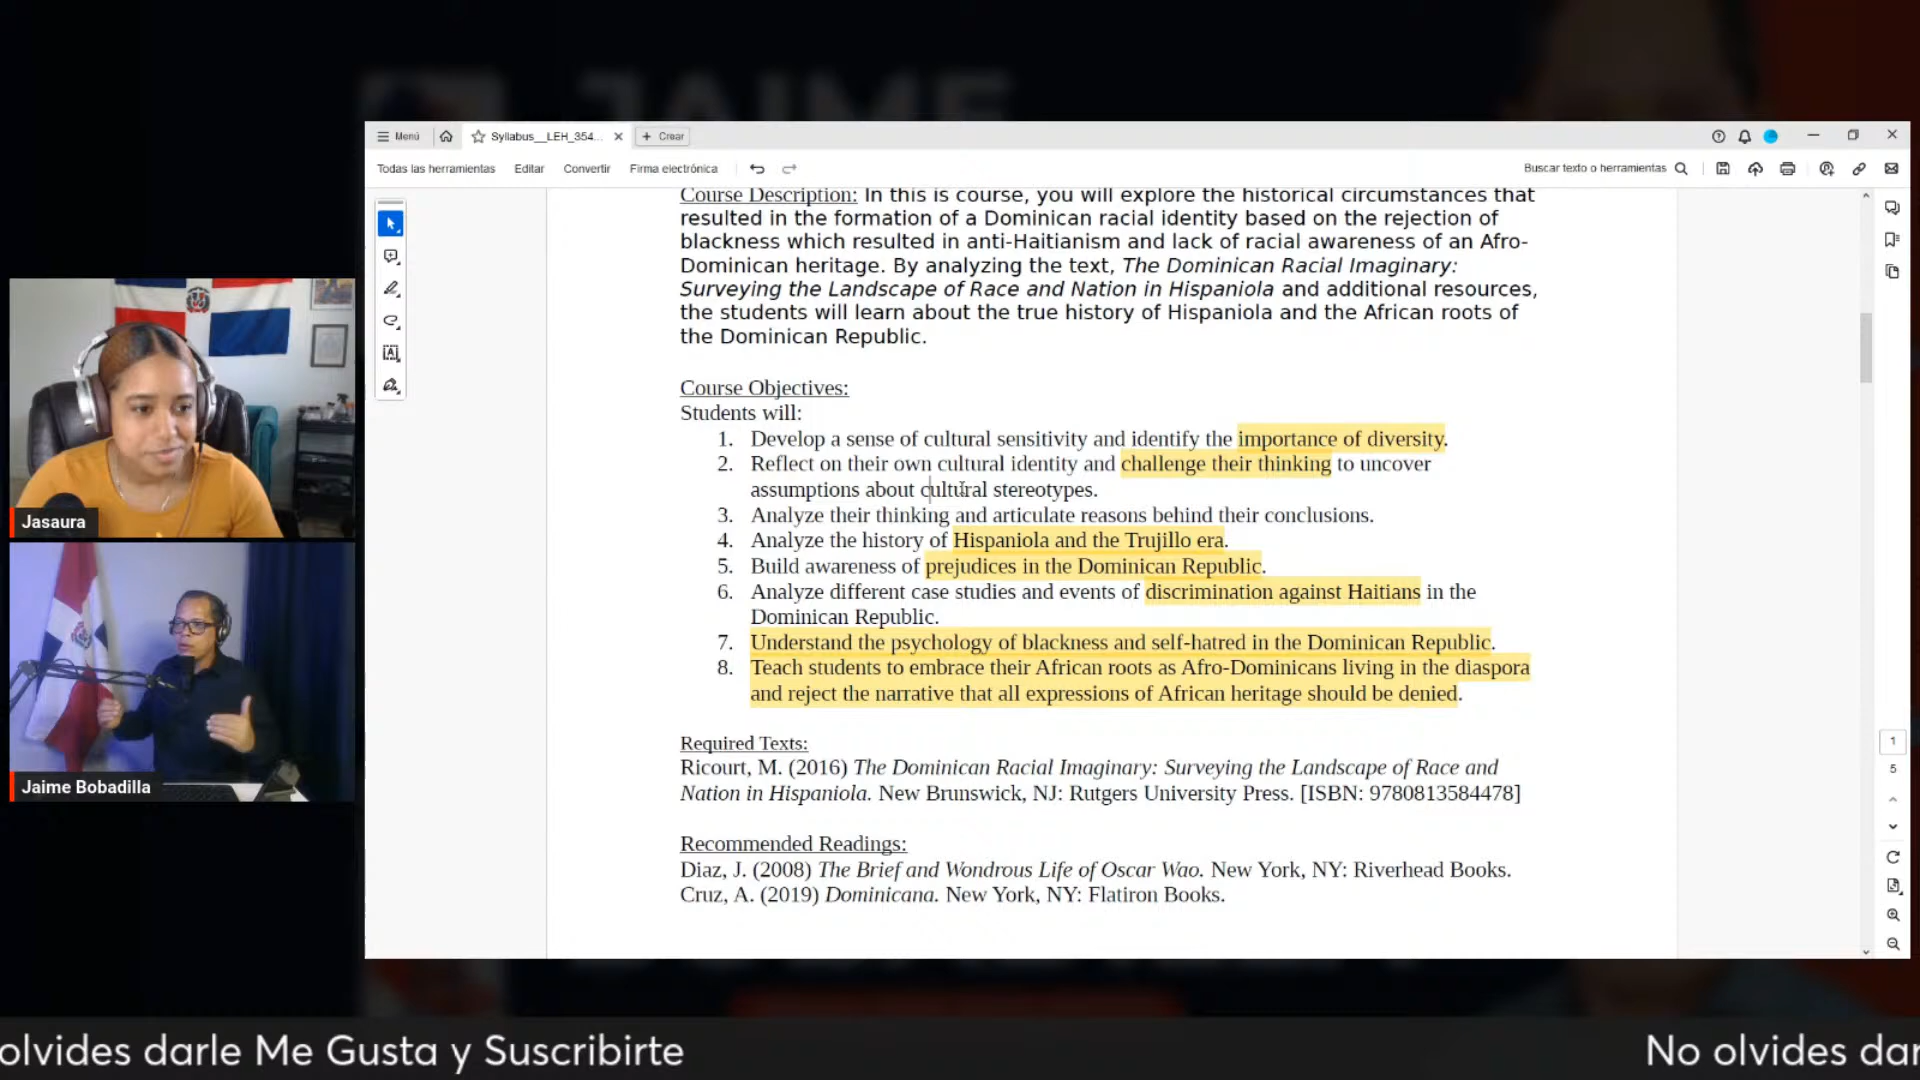 JAIME
Menú
Syllabus__LEH_354...
Crear
Todas las herramientas
Editar
Convertir
Firma electrónica
Buscar texto o herramientas
Course Description: In this is course, you will explore the historical circumstances that
resulted in the formation of a Dominican racial identity based on the rejection of
blackness which resulted in anti-Haitianism and lack of racial awareness of an Afro-
Dominican heritage. By analyzing the text, The Dominican Racial Imaginary:
Surveying the Landscape of Race and Nation in Hispaniola and additional resources,
the students will learn about the true history of Hispaniola and the African roots of
the Dominican Republic.
Course Objectives:
Students will:
1. Develop a sense of cultural sensitivity and identify the importance of diversity.
2. Reflect on their own cultural identity and challenge their thinking to uncover
assumptions about cultural stereotypes.
3. Analyze their thinking and articulate reasons behind their conclusions.
4. Analyze the history of Hispaniola and the Trujillo era.
5. Build awareness of prejudices in the Dominican Republic.
6. Analyze different case studies and events of discrimination against Haitians in the
Dominican Republic.
7. Understand the psychology of blackness and self-hatred in the Dominican Republic.
8. Teach students to embrace their African roots as Afro-Dominicans living in the diaspora
and reject the narrative that all expressions of African heritage should be denied.
Required Texts:
Ricourt, M. (2016) The Dominican Racial Imaginary: Surveying the Landscape of Race and
Nation in Hispaniola. New Brunswick, NJ: Rutgers University Press. [ISBN: 9780813584478]
Recommended Readings:
Diaz, J. (2008) The Brief and Wondrous Life of Oscar Wao. New York, NY: Riverhead Books.
Cruz, A. (2019) Dominicana. New York, NY: Flatiron Books.
1
5
Jasaura
Jaime Bobadilla
olvides darle Me Gusta y Suscribirte
No olvides dar